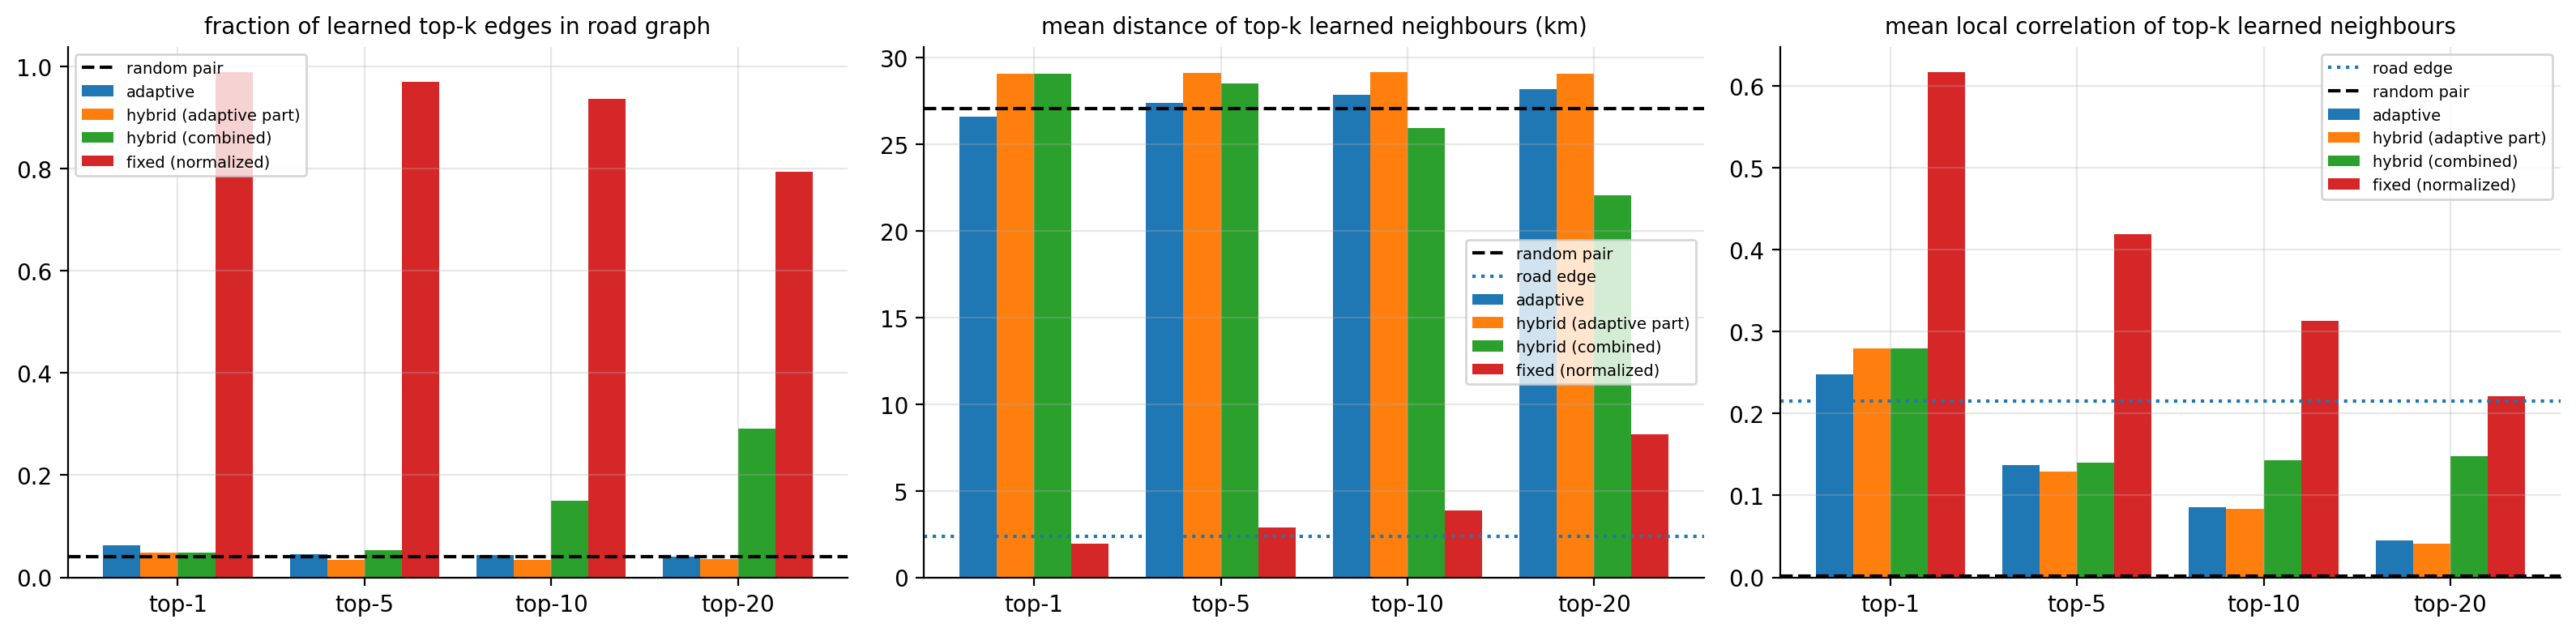 fraction of learned top-k edges in road graph
1.0
0.8
0.6
0.4
0.2
0.0
random pair
adaptive
hybrid (adaptive part)
hybrid (combined)
fixed (normalized)
top-1
top-5
top-10
top-20
mean distance of top-k learned neighbours (km)
30
25
20
15
10
5
0
random pair
road edge
adaptive
hybrid (adaptive part)
hybrid (combined)
fixed (normalized)
top-1
top-5
top-10
top-20
mean local correlation of top-k learned neighbours
0.6
0.5
0.4
0.3
0.2
0.1
0.0
road edge
random pair
adaptive
hybrid (adaptive part)
hybrid (combined)
fixed (normalized)
top-1
top-5
top-10
top-20